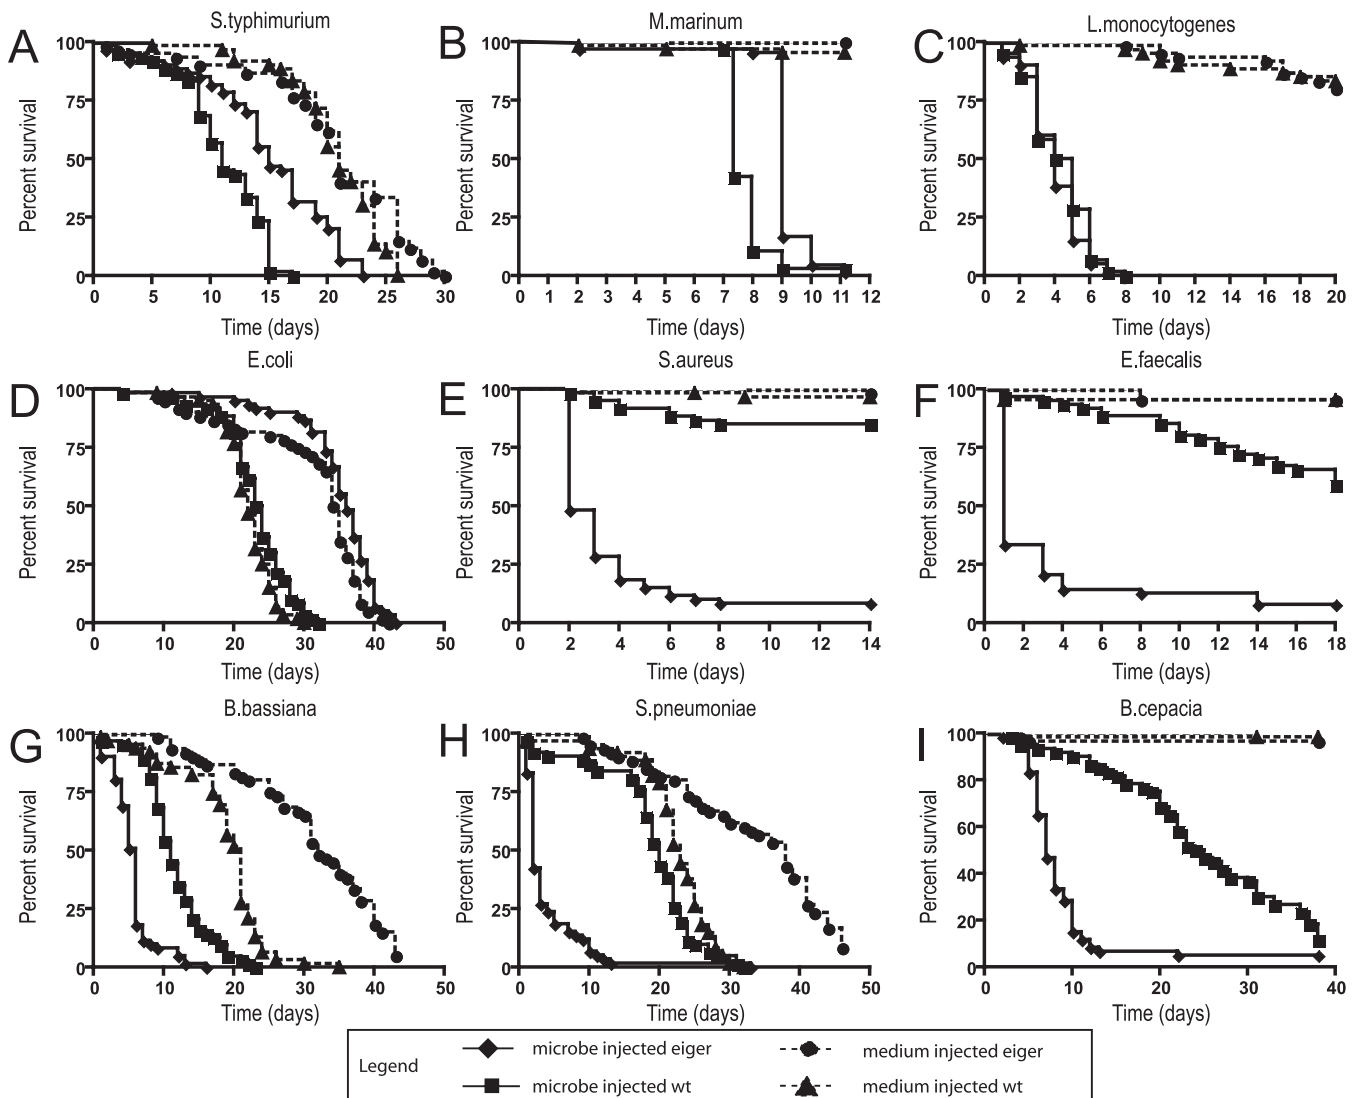 S.typhimurium
M.marinum
L.monocytogenes
A
B
C
Percent survival
100
75
50
25
0
0 1 5 10 15 20 25 30
Time (days)
Percent survival
100
75
50
25
0
0 1 2 3 4 5 6 7 8 9 10 11 12
Time (days)
Percent survival
100
75
50
25
0
0 2 4 6 8 10 12 14 16 18 20
Time (days)
E.coli
S.aureus
E.faecalis
D
E
F
Percent survival
100
75
50
25
0
0 10 20 30 40 50
Time (days)
Percent survival
100
75
50
25
0
0 2 4 6 8 10 12 14
Time (days)
Percent survival
100
75
50
25
0
0 2 4 6 8 10 12 14 16 18
Time (days)
B.bassiana
S.pneumoniae
B.cepacia
G
H
I
Percent survival
100
75
50
25
0
0 10 20 30 40 50
Time (days)
Percent survival
100
75
50
25
0
0 10 20 30 40 50
Time (days)
Percent survival
100
80
60
40
20
0
0 10 20 30 40
Time (days)
Legend
microbe injected eiger
medium injected eiger
microbe injected wt
medium injected wt